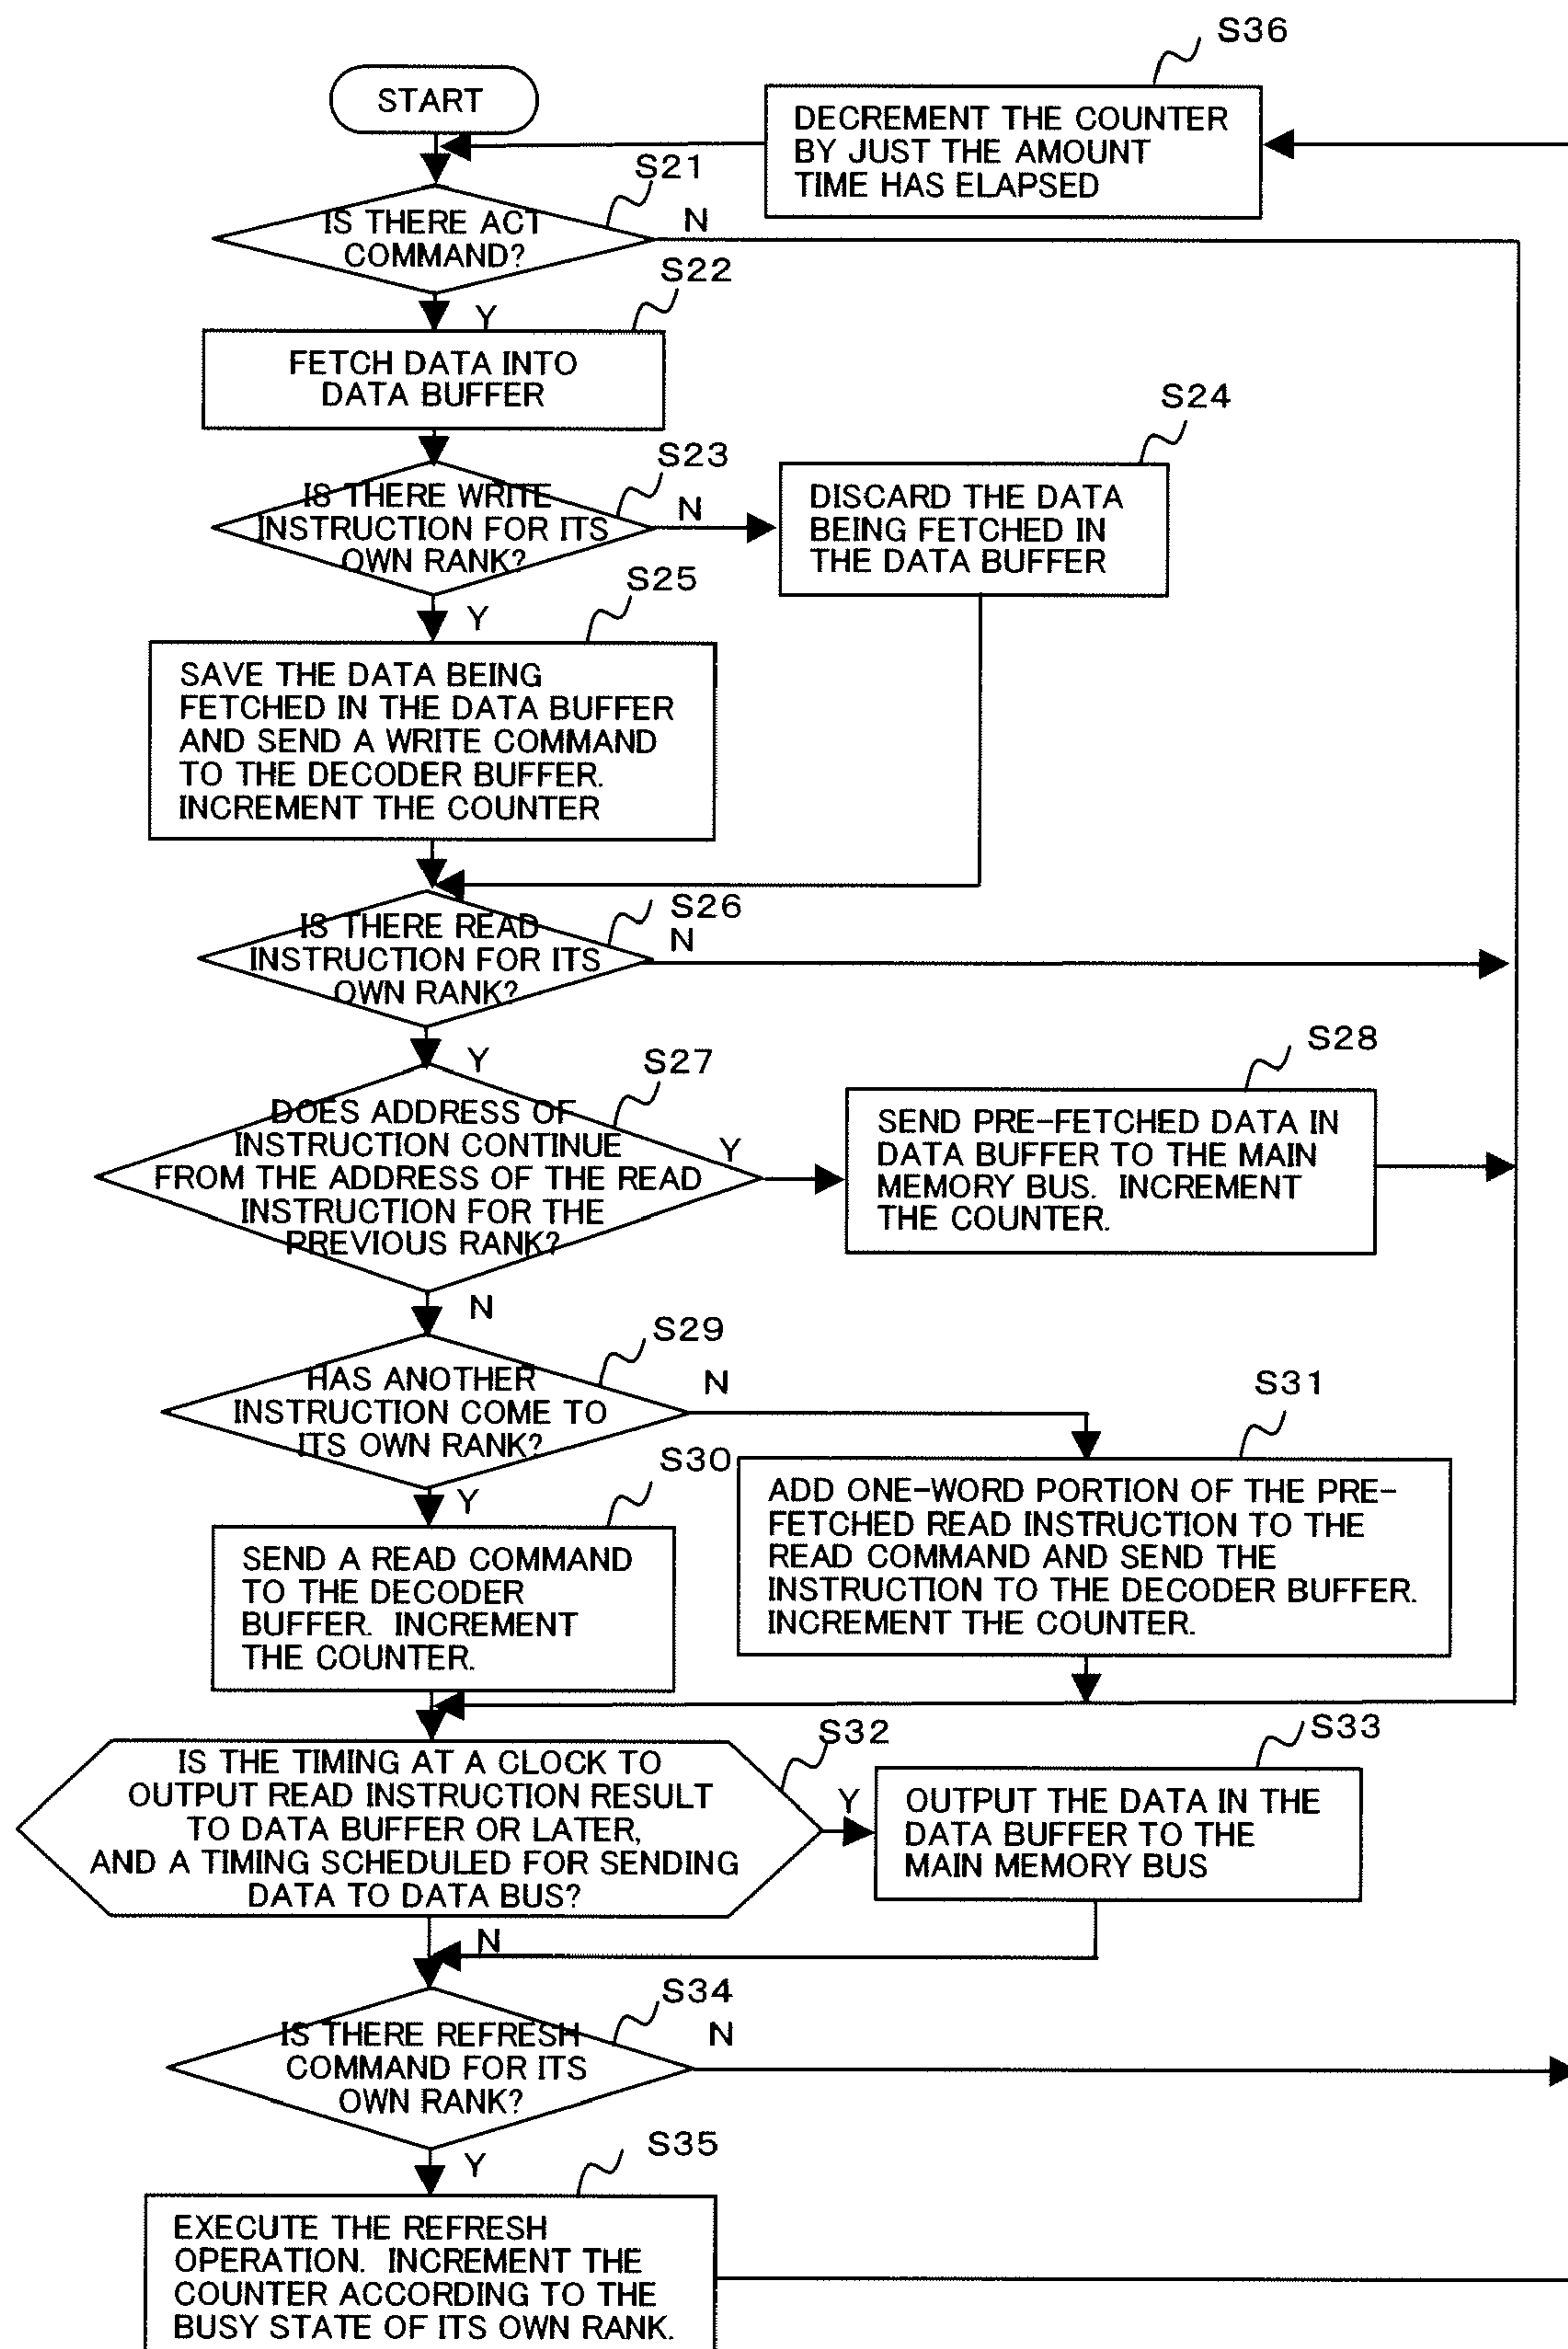 S36
START
DECREMENT THE COUNTER
BY JUST THE AMOUNT
TIME HAS ELAPSED
S21
IS THERE ACT
COMMAND?
N
S22
Y
FETCH DATA INTO
DATA BUFFER
S24
S23
IS THERE WRITE
INSTRUCTION FOR ITS
OWN RANK?
N
DISCARD THE DATA
BEING FETCHED IN
THE DATA BUFFER
S25
Y
SAVE THE DATA BEING
FETCHED IN THE DATA BUFFER
AND SEND A WRITE COMMAND
TO THE DECODER BUFFER.
INCREMENT THE COUNTER
S26
IS THERE READ
INSTRUCTION FOR ITS
OWN RANK?
N
Y
S27
S28
DOES ADDRESS OF
INSTRUCTION CONTINUE
FROM THE ADDRESS OF THE READ
INSTRUCTION FOR THE
PREVIOUS RANK?
Y
SEND PRE-FETCHED DATA IN
DATA BUFFER TO THE MAIN
MEMORY BUS. INCREMENT
THE COUNTER.
N
S29
HAS ANOTHER
INSTRUCTION COME TO
ITS OWN RANK?
N
S31
S30
Y
SEND A READ COMMAND
TO THE DECODER
BUFFER. INCREMENT
THE COUNTER.
ADD ONE-WORD PORTION OF THE PRE-
FETCHED READ INSTRUCTION TO THE
READ COMMAND AND SEND THE
INSTRUCTION TO THE DECODER BUFFER.
INCREMENT THE COUNTER.
S32
S33
IS THE TIMING AT A CLOCK TO
OUTPUT READ INSTRUCTION RESULT
TO DATA BUFFER OR LATER,
AND A TIMING SCHEDULED FOR SENDING
DATA TO DATA BUS?
Y
OUTPUT THE DATA IN THE
DATA BUFFER TO THE
MAIN MEMORY BUS
N
S34
IS THERE REFRESH
COMMAND FOR ITS
OWN RANK?
N
Y
S35
EXECUTE THE REFRESH
OPERATION. INCREMENT THE
COUNTER ACCORDING TO THE
BUSY STATE OF ITS OWN RANK.